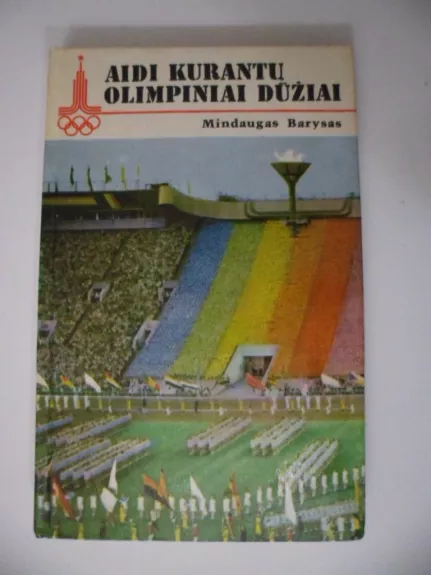 AIDI KURANTŲ
OLIMPINIAI DŪŽIAI
Mindaugas Barysas